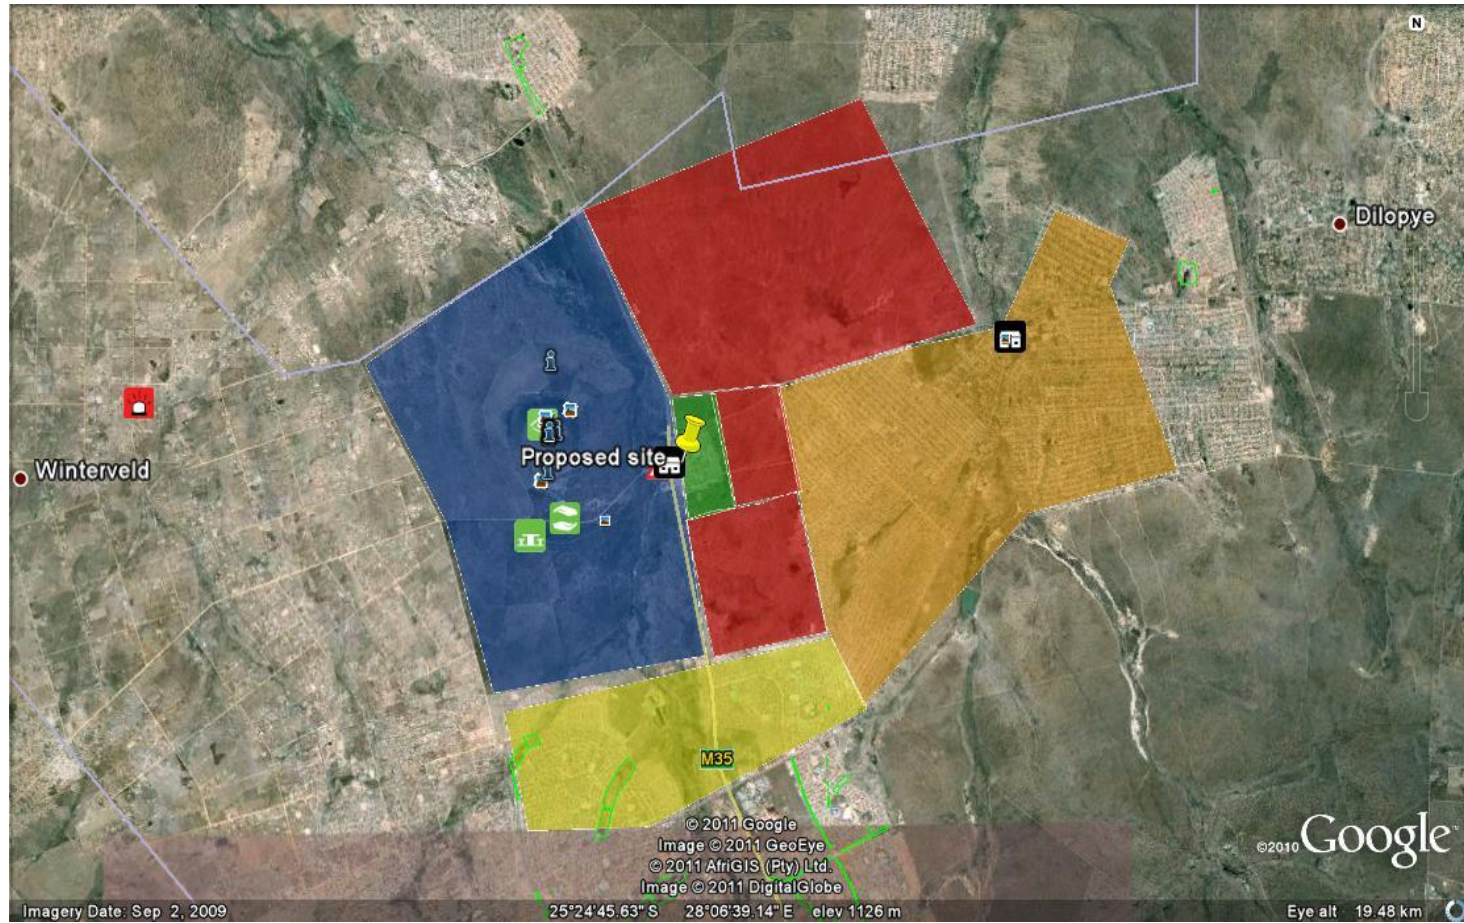 N
Dilopye
Winterveld
Proposed site
M35
© 2011 Google
Image © 2011 GeoEye
© 2011 AfriGIS (Pty) Ltd.
Image © 2011 DigitalGlobe
©2010 Google
Imagery Date: Sep 2, 2009
25°24'45.63" S 28°06'39.14" E elev 1126 m
Eye alt 19.48 km